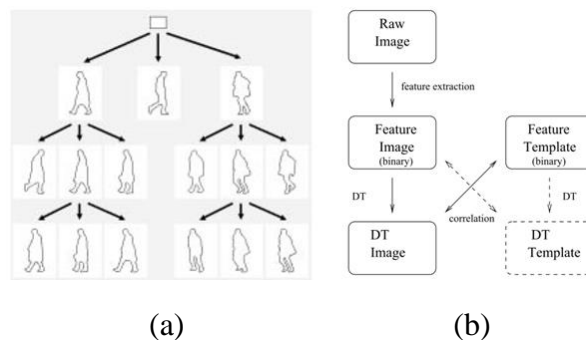 Raw
Image
feature extraction
Feature
Image
(binary)
Feature
Template
(binary)
DT
DT
correlation
DT
Image
DT
Template
(a)
(b)